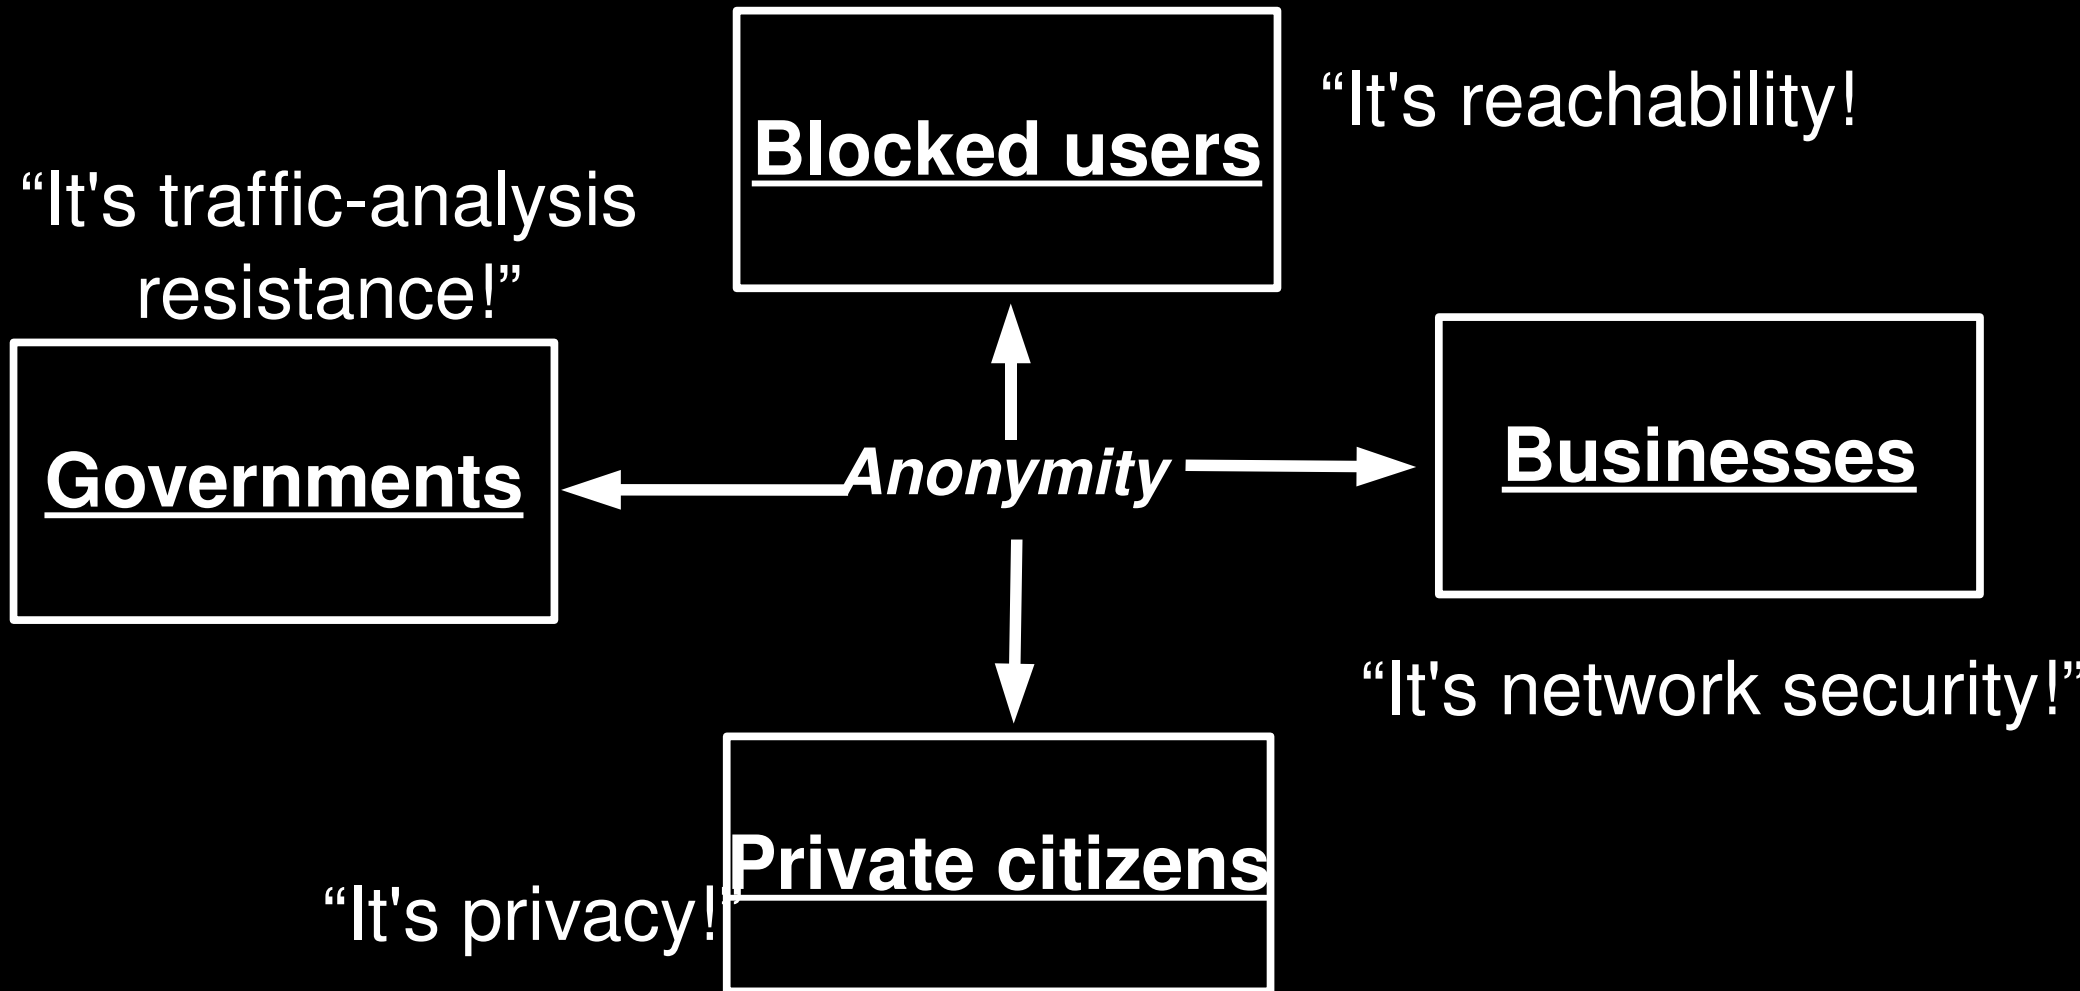 Blocked users
“It's reachability!
“It's traffic-analysis
resistance!”
Governments
Anonymity
Businesses
“It's network security!”
Private citizens
“It's privacy!”